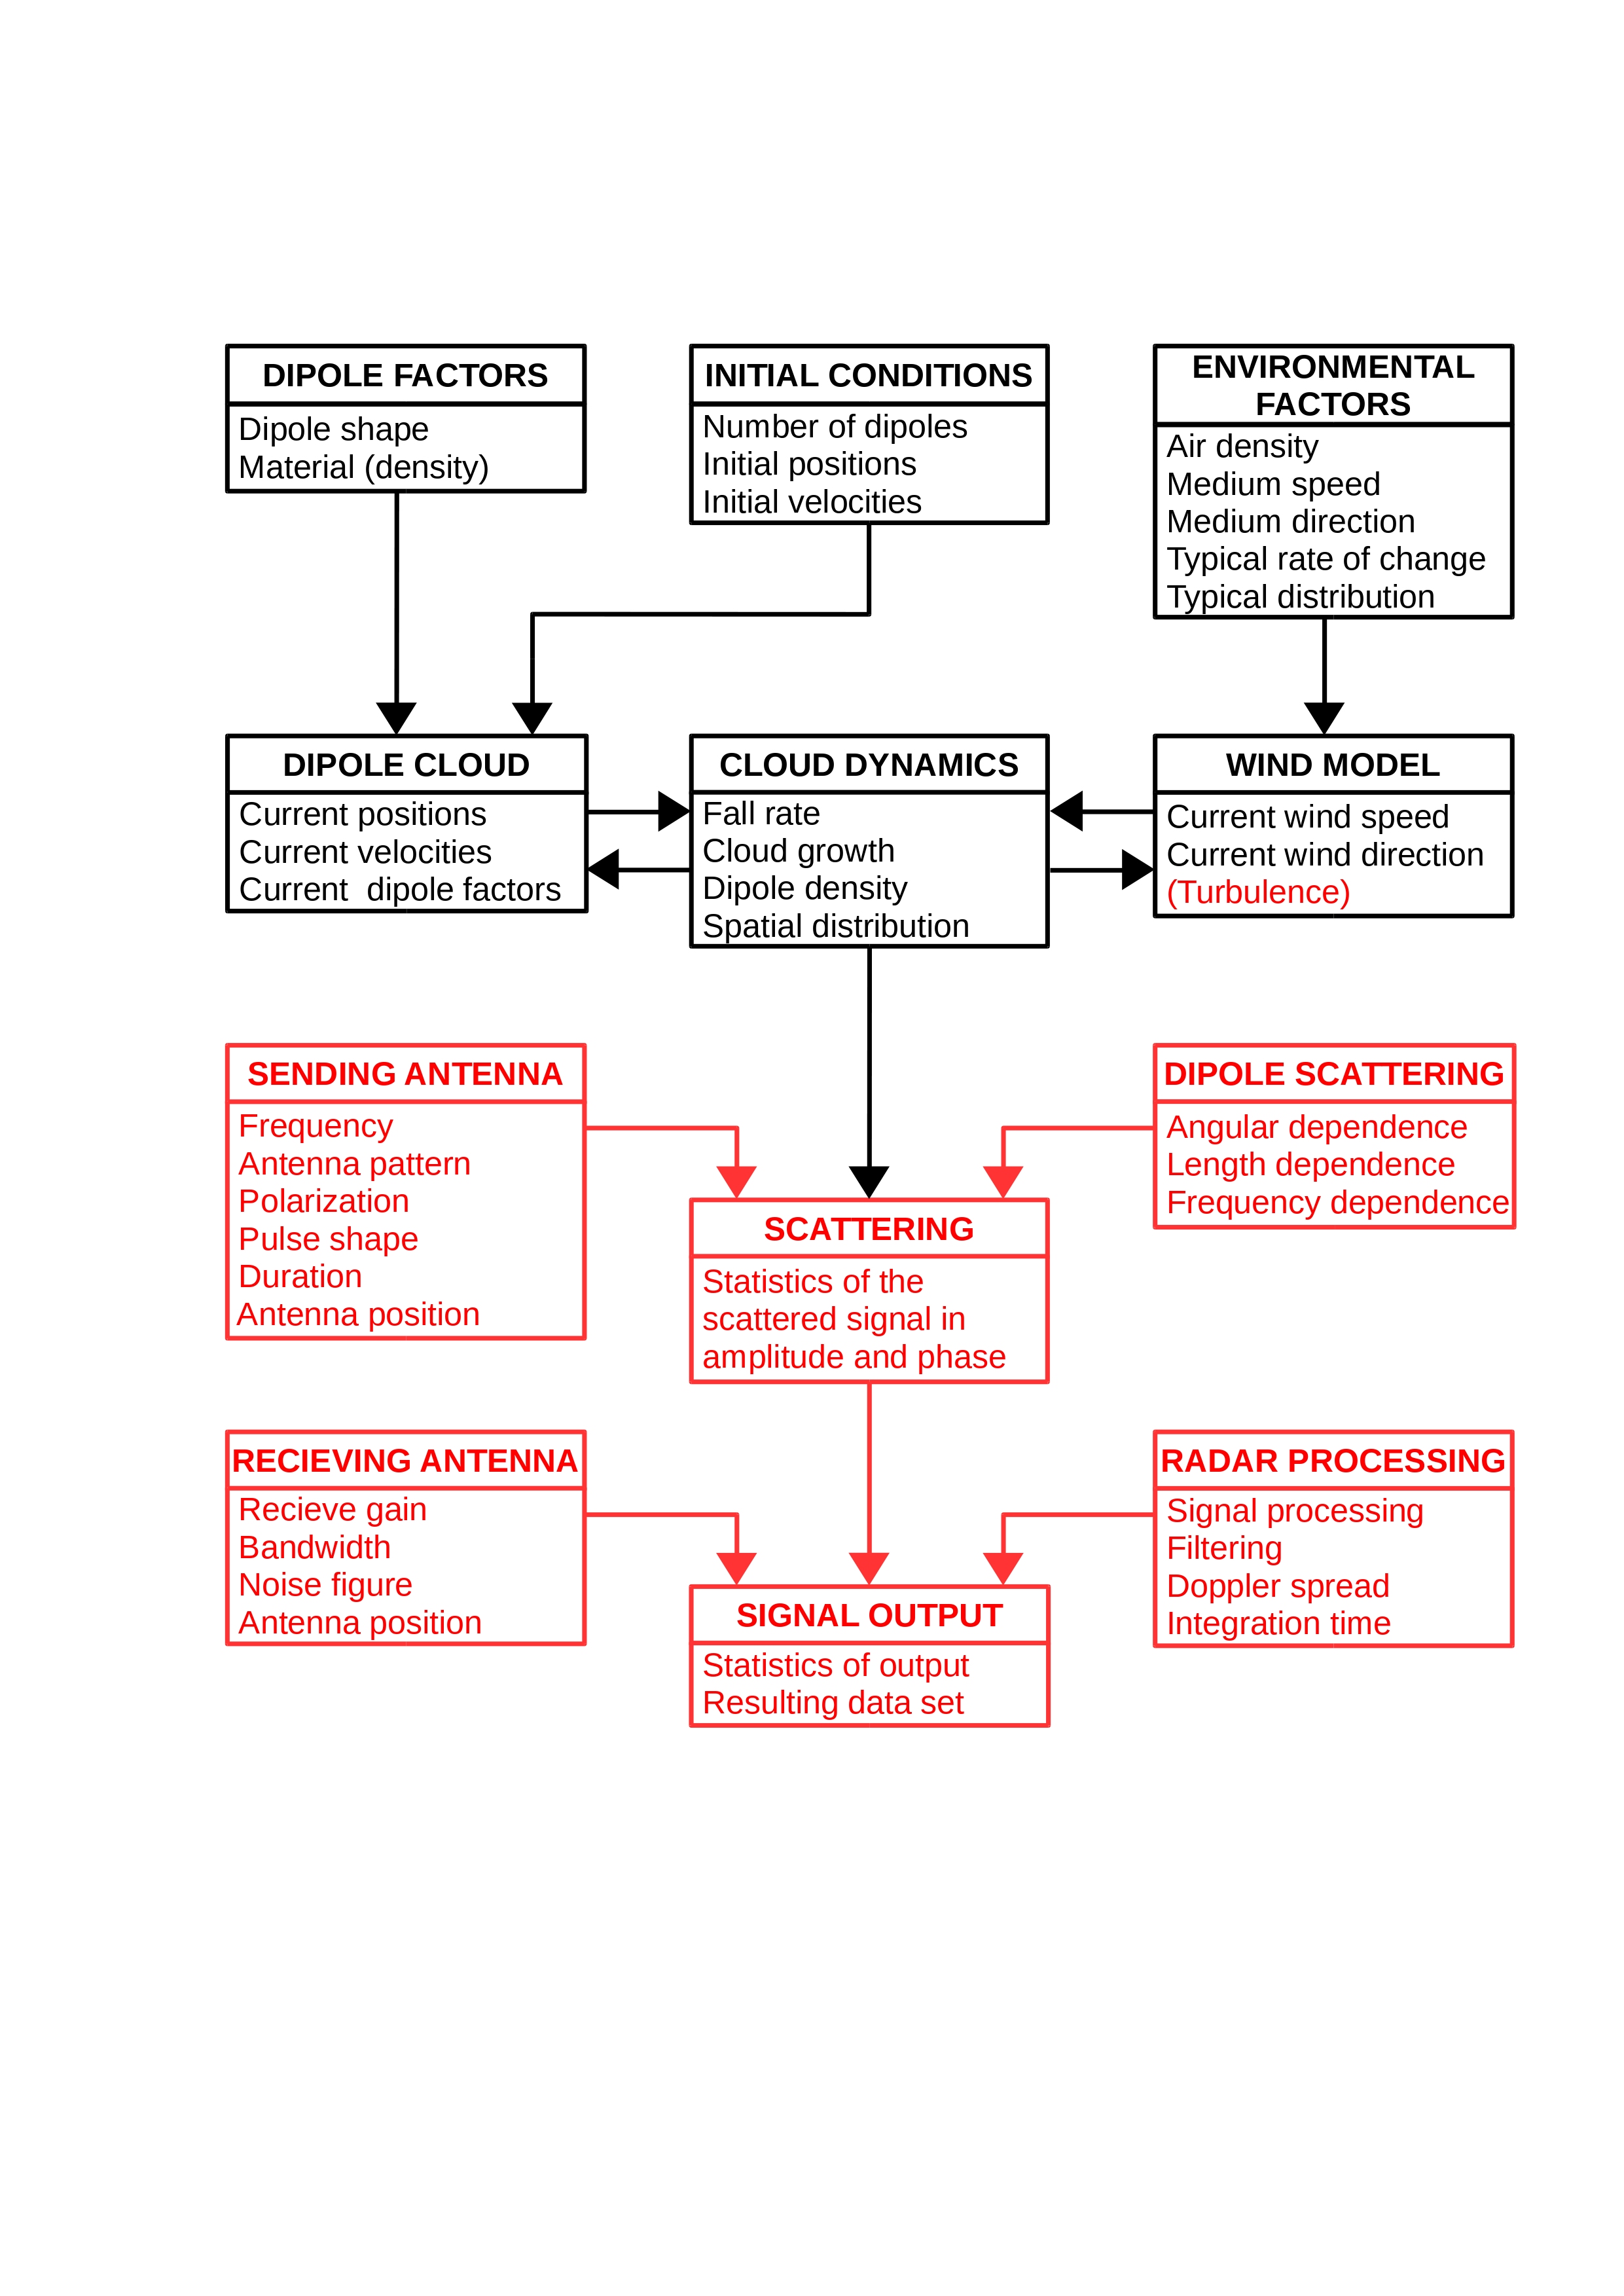 DIPOLE FACTORS
Dipole shape
Material (density)
INITIAL CONDITIONS
Number of dipoles
Initial positions
Initial velocities
ENVIRONMENTAL
FACTORS
Air density
Medium speed
Medium direction
Typical rate of change
Typical distribution
DIPOLE CLOUD
Current positions
Current velocities
Current  dipole factors
CLOUD DYNAMICS
Fall rate
Cloud growth
Dipole density
Spatial distribution
WIND MODEL
Current wind speed
Current wind direction
(Turbulence)
SENDING ANTENNA
Frequency
Antenna pattern
Polarization
Pulse shape
Duration
Antenna position
DIPOLE SCATTERING
Angular dependence
Length dependence
Frequency dependence
SCATTERING
Statistics of the
scattered signal in
amplitude and phase
RECIEVING ANTENNA
Recieve gain
Bandwidth
Noise figure
Antenna position
RADAR PROCESSING
Signal processing
Filtering
Doppler spread
Integration time
SIGNAL OUTPUT
Statistics of output
Resulting data set